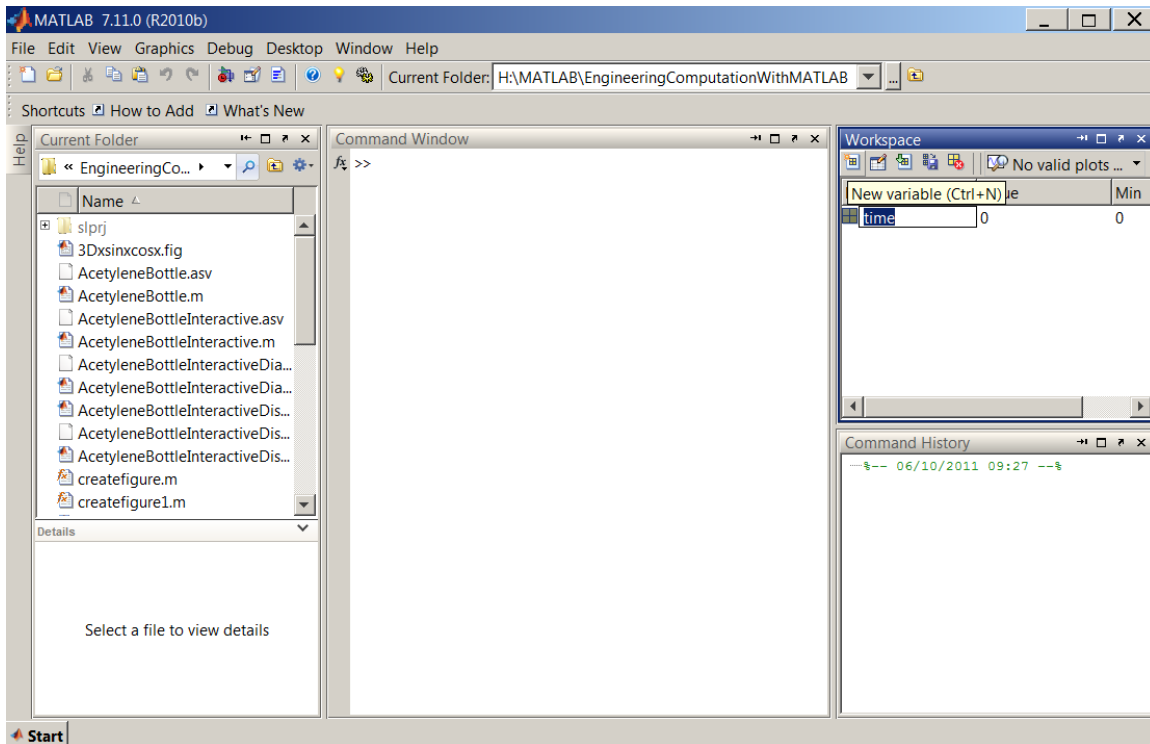 MATLAB 7.11.0 (R2010b)
File Edit View Graphics Debug Desktop Window Help
Current Folder: H:\MATLAB\EngineeringComputationWithMATLAB ...
Shortcuts How to Add What's New
Help
Current Folder
« EngineeringCo...
Name
slprj
3Dxsinxcosx.fig
AcetyleneBottle.asv
AcetyleneBottle.m
AcetyleneBottleInteractive.asv
AcetyleneBottleInteractive.m
AcetyleneBottleInteractiveDia...
AcetyleneBottleInteractiveDia...
AcetyleneBottleInteractiveDis...
AcetyleneBottleInteractiveDis...
AcetyleneBottleInteractiveDis...
createfigure.m
createfigure1.m
Details
Select a file to view details
Command Window
fx >>
Workspace
No valid plots ...
New variable (Ctrl+N) ue Min
time 0 0
Command History
%-- 06/10/2011 09:27 --%
Start